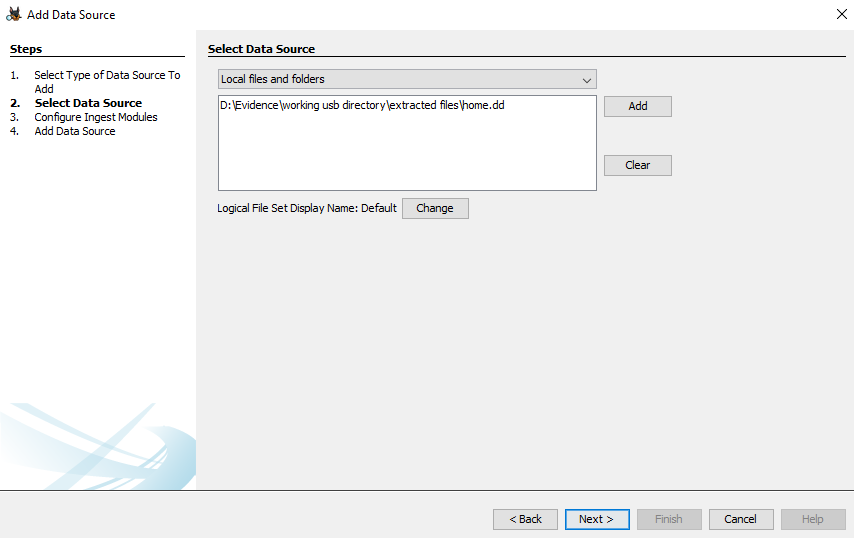 Add Data Source
Steps
1. Select Type of Data Source To
Add
2. Select Data Source
3. Configure Ingest Modules
4. Add Data Source
Select Data Source
Local files and folders
D:\Evidence\working usb directory\extracted files\home.dd
Add
Clear
Logical File Set Display Name: Default
Change
< Back
Next >
Finish
Cancel
Help